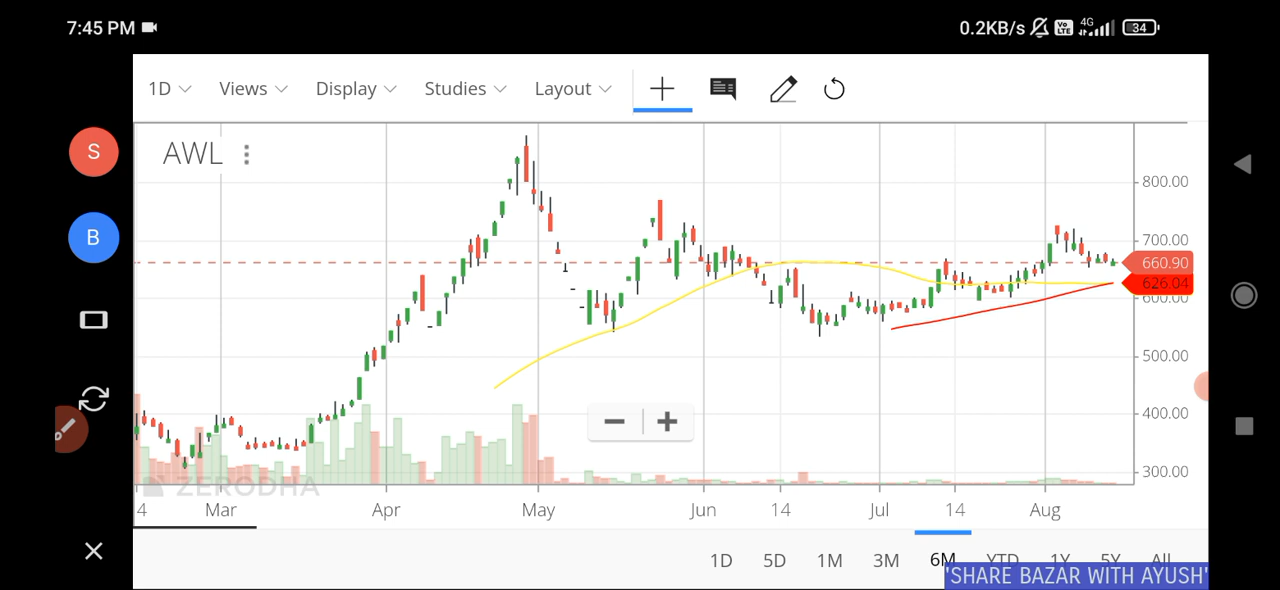 7:45 PM 0.2KB/s Vo LTE 4G 34
1D Views Display Studies Layout
S
AWL
800.00
B
700.00
660.90
626.04
600.00
500.00
400.00
300.00
ZERODHA
4 Mar Apr May Jun 14 Jul 14 Aug
1D 5D 1M 3M 6M YTD 1Y 5Y All
'SHARE BAZAR WITH AYUSH'